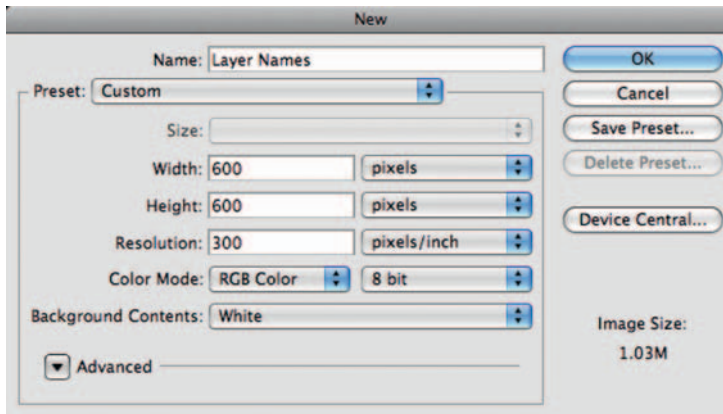 New
Name: Layer Names
OK
Preset: Custom
Cancel
Size:
Save Preset...
Width: 600 pixels
Delete Preset...
Height: 600 pixels
Device Central...
Resolution: 300 pixels/inch
Color Mode: RGB Color 8 bit
Background Contents: White
Image Size:
1.03M
Advanced